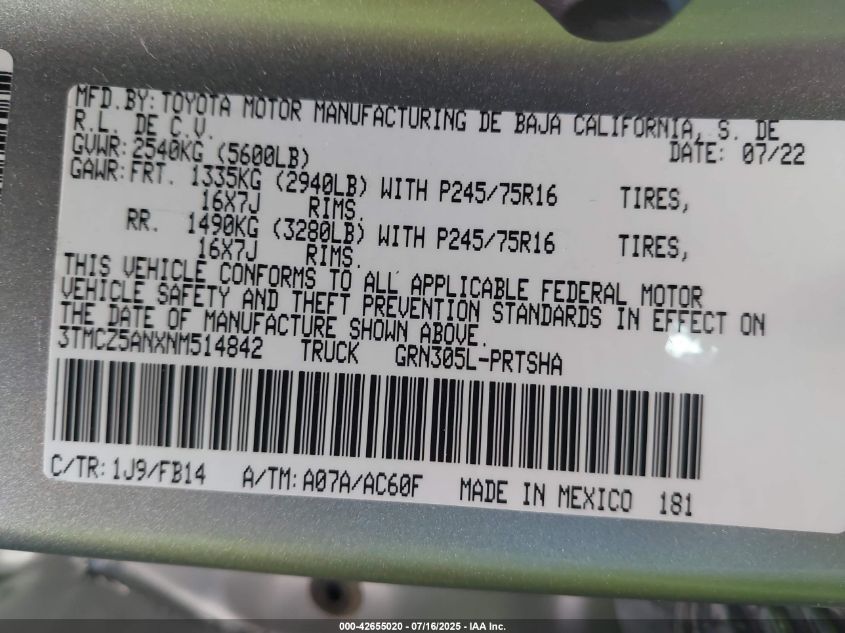 MFD.BY: TOYOTA MOTOR MANUFACTURING DE BAJA CALIFORNIA, S. DE
R.L. DE C.V.
DATE: 07/22
GVWR: 2540KG (5600LB)
GAWR: FRT. 1335KG (2940LB) WITH P245/75R16 TIRES,
16X7J RIMS.
RR. 1490KG (3280LB) WITH P245/75R16 TIRES,
16X7J RIMS.
THIS VEHICLE CONFORMS TO ALL APPLICABLE FEDERAL MOTOR
VEHICLE SAFETY AND THEFT PREVENTION STANDARDS IN EFFECT ON
THE DATE OF MANUFACTURE SHOWN ABOVE.
3TMCZ5ANXNM514842 TRUCK GRN305L-PRTSHA
C/TR: 1J9/FB14 A/TM: A07A/AC60F MADE IN MEXICO 181
000-42655020 - 07/16/2025 - IAA Inc.